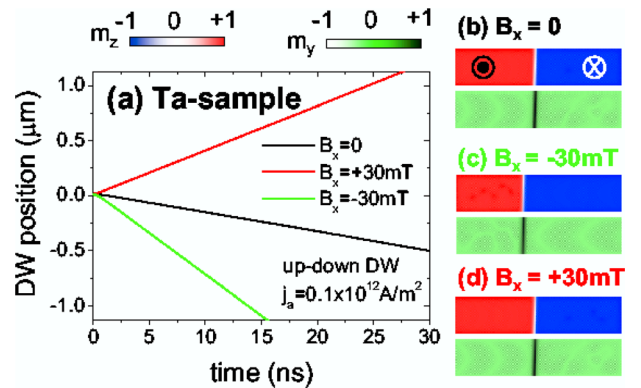 -1 0 +1
m_z
-1 0 +1
m_y
(a) Ta-sample
DW position (μm)
1.0
0.5
0.0
-0.5
-1.0
B_x=0
B_x=+30mT
B_x=-30mT
up-down DW
j_a=0.1x10^12A/m^2
0 5 10 15 20 25 30
time (ns)
(b) B_x = 0
(c) B_x = -30mT
(d) B_x = +30mT